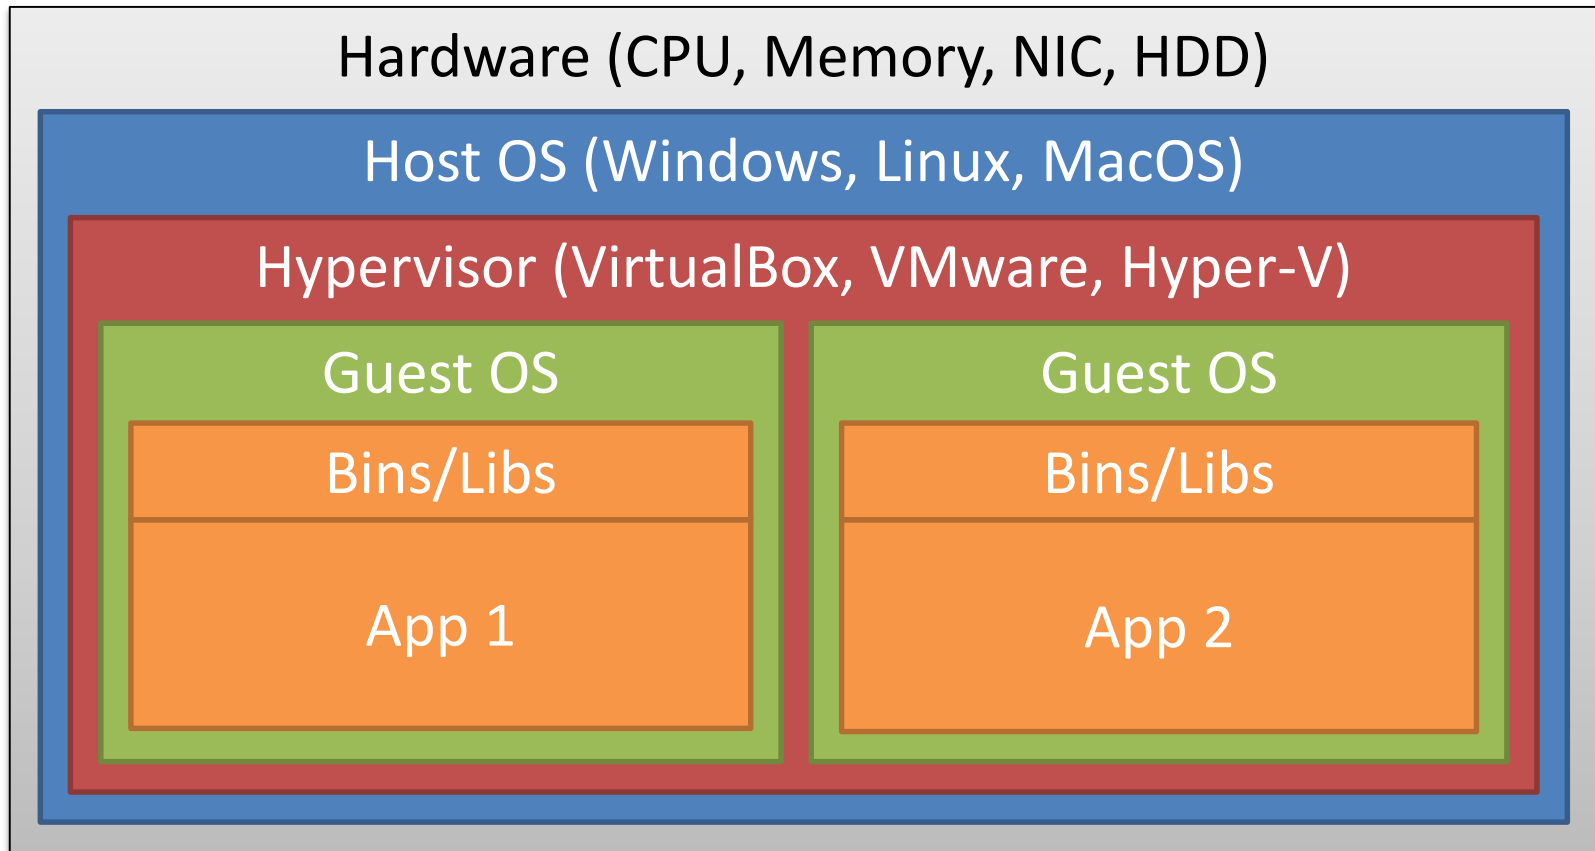 Hardware (CPU, Memory, NIC, HDD)
Host OS (Windows, Linux, MacOS)
Hypervisor (VirtualBox, VMware, Hyper-V)
Guest OS
Bins/Libs
App 1
Guest OS
Bins/Libs
App 2